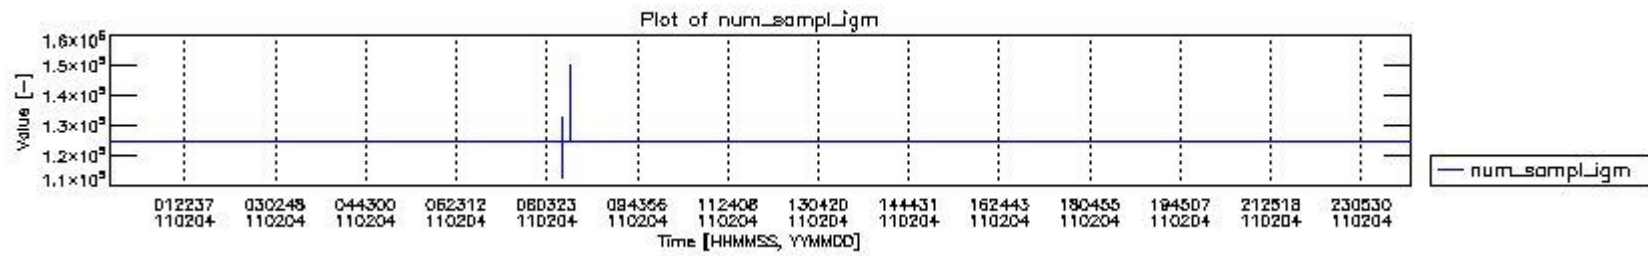 Plot of num_sampl_igm
1.6×10⁵
1.5×10⁵
1.4×10⁵
1.3×10⁵
1.2×10⁵
1.1×10⁵
Value [-]
012237 030248 044300 062312 080323 094356 112408 130420 144431 162443 180455 194507 212518 230530
110204 110204 110204 110204 110204 110204 110204 110204 110204 110204 110204 110204 110204 110204
Time [HHMMSS, YYMMDD]
num_sampl_igm